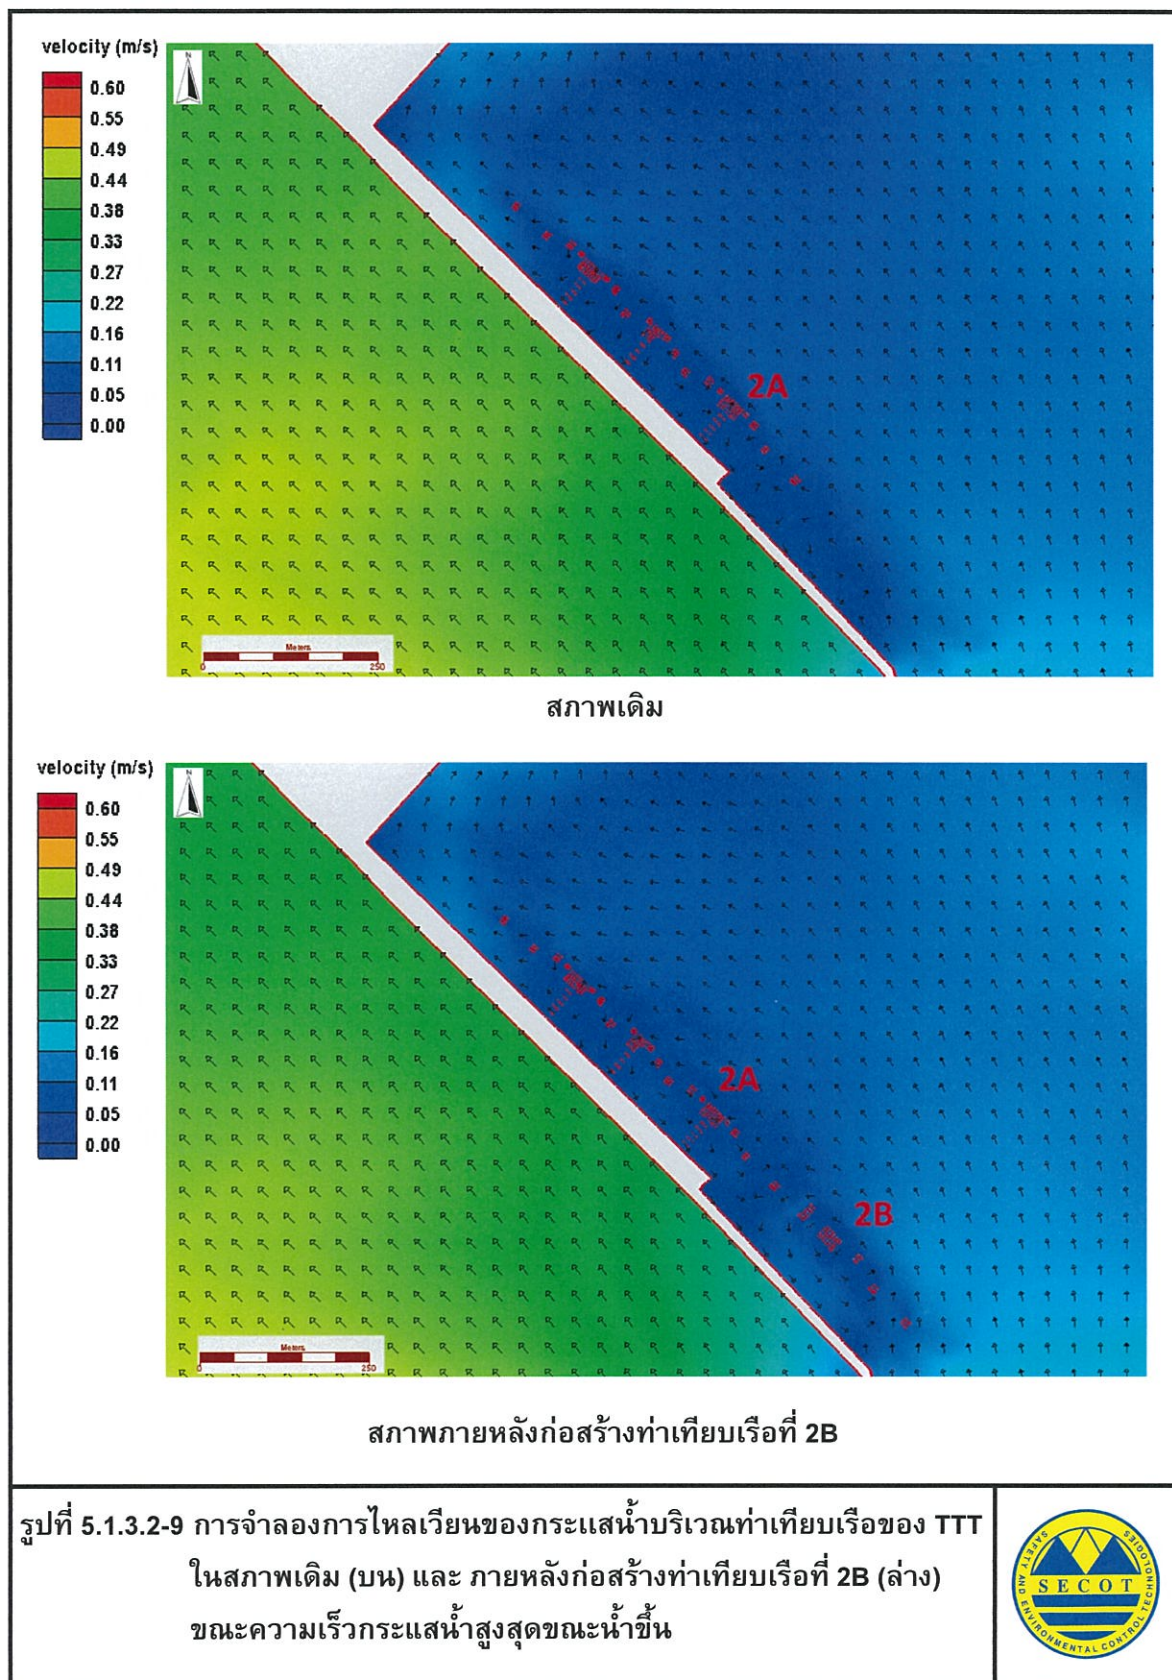 velocity (m/s)
0.60
0.55
0.49
0.44
0.38
0.33
0.27
0.22
0.16
0.11
0.05
0.00
N
2A
Meters
0 250
สภาพเดิม
velocity (m/s)
0.60
0.55
0.49
0.44
0.38
0.33
0.27
0.22
0.16
0.11
0.05
0.00
N
2A
2B
Meters
0 250
สภาพภายหลังก่อสร้างท่าเทียบเรือที่ 2B
รูปที่ 5.1.3.2-9 การจำลองการไหลเวียนของกระแสน้ำบริเวณท่าเทียบเรือของ TTT
ในสภาพเดิม (บน) และ ภายหลังก่อสร้างท่าเทียบเรือที่ 2B (ล่าง)
ขณะความเร็วกระแสน้ำสูงสุดขณะน้ำขึ้น
SAFETY AND ENVIRONMENTAL CONTROL TECHNOLOGIES
SECOT